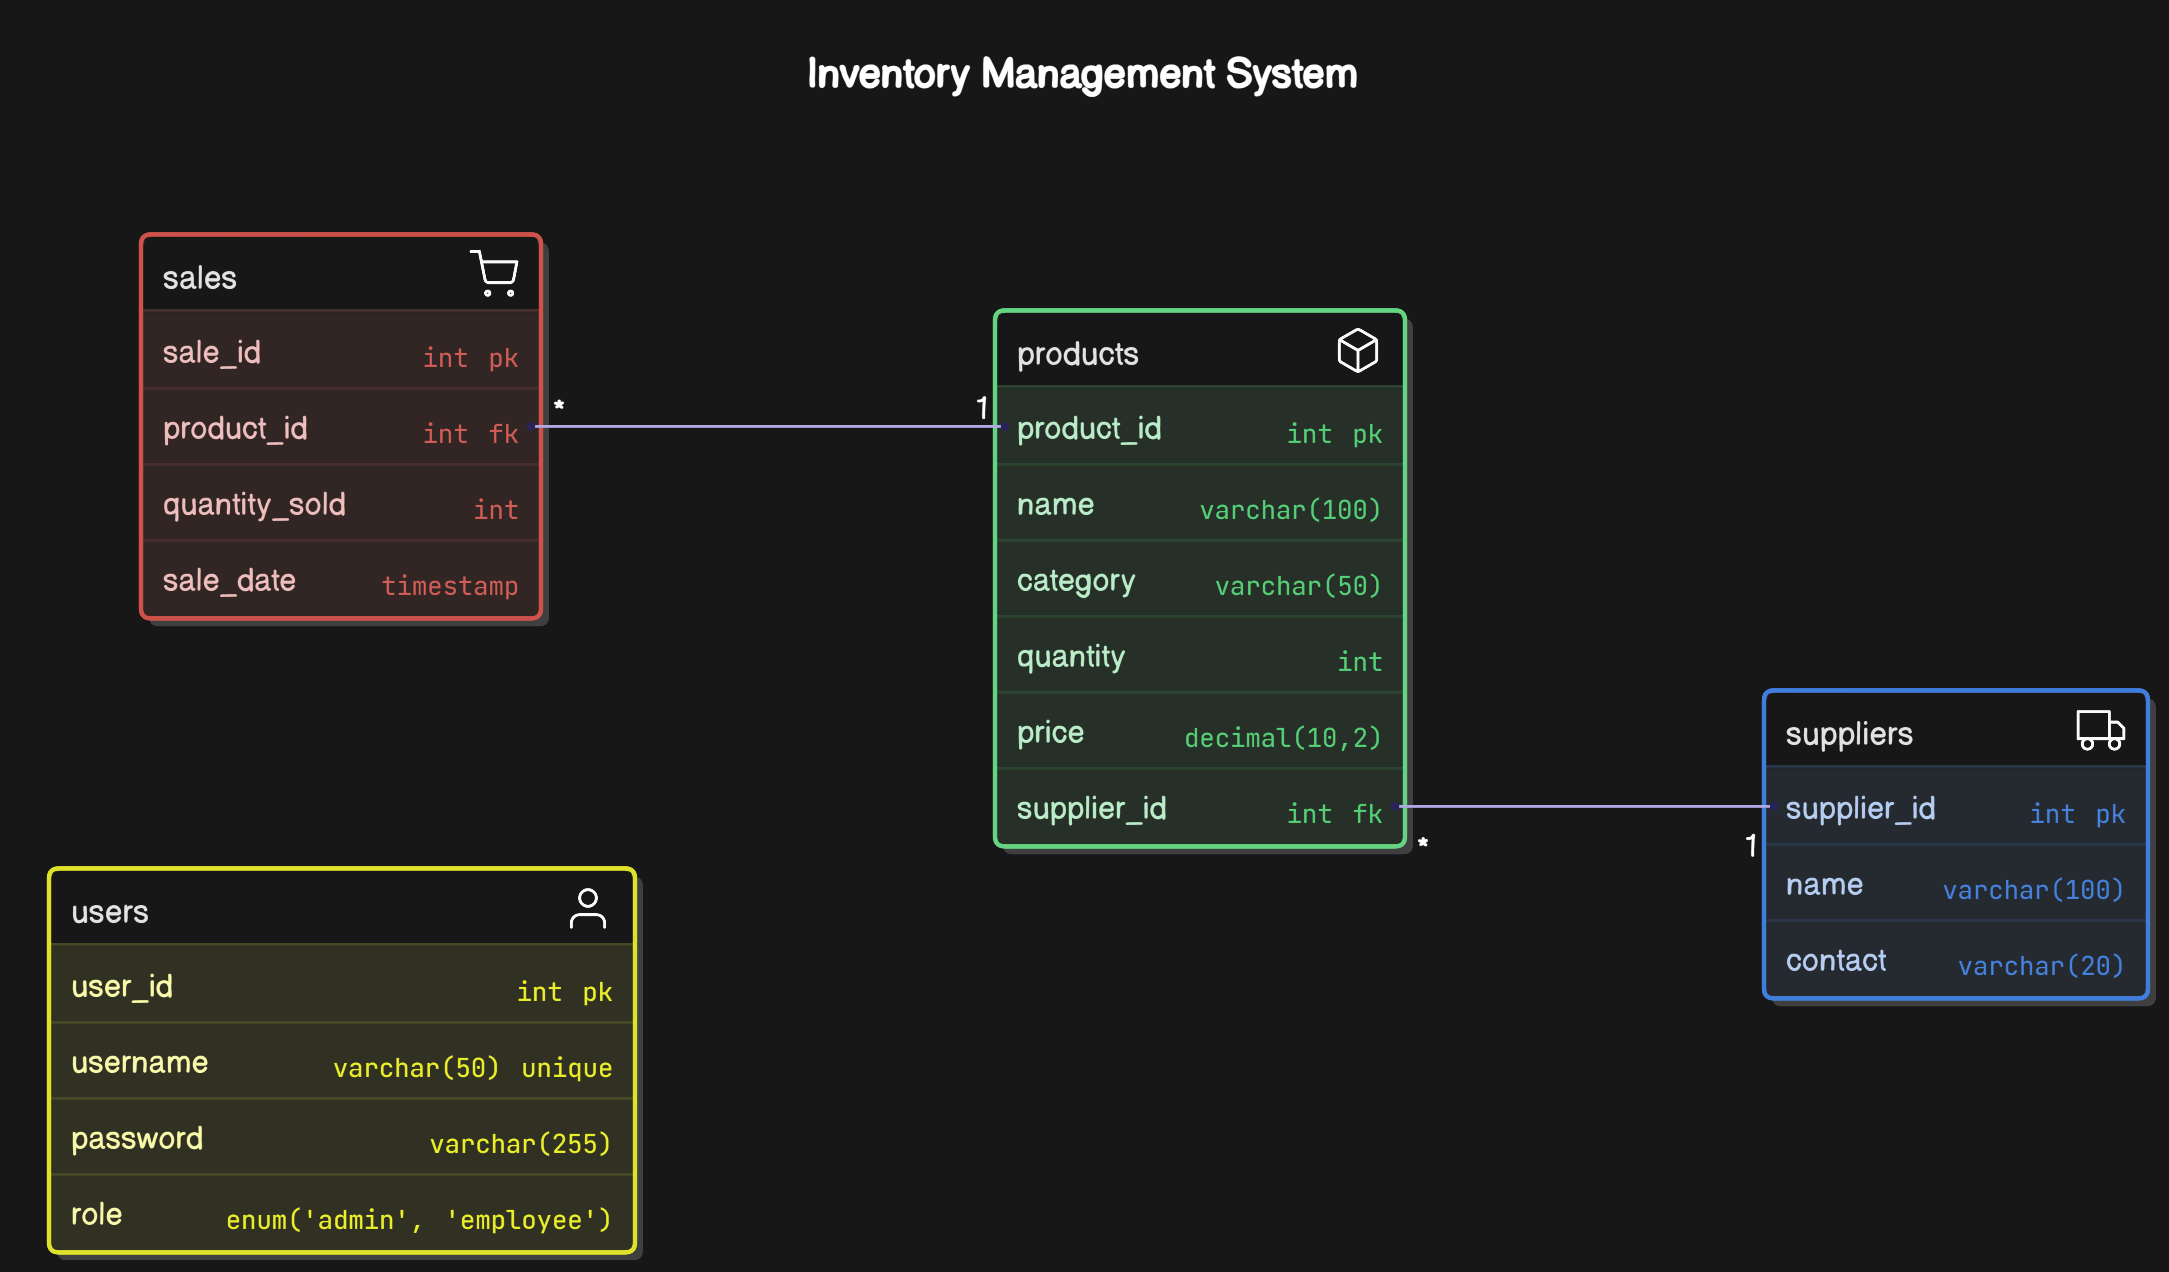 Inventory Management System
sales
sale_id int pk
product_id int fk
quantity_sold int
sale_date timestamp
* 1
products
product_id int pk
name varchar(100)
category varchar(50)
quantity int
price decimal(10,2)
supplier_id int fk
* 1
suppliers
supplier_id int pk
name varchar(100)
contact varchar(20)
users
user_id int pk
username varchar(50) unique
password varchar(255)
role enum('admin', 'employee')